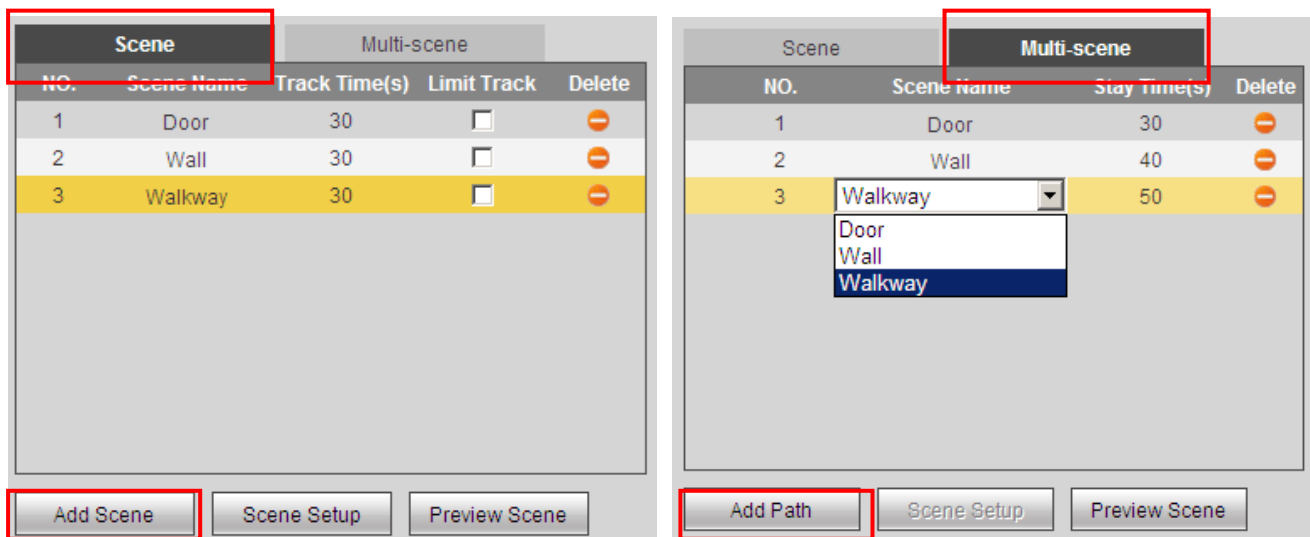 Scene Multi-scene
NO. Scene Name Track Time(s) Limit Track Delete
1 Door 30
2 Wall 30
3 Walkway 30
Add Scene Scene Setup Preview Scene
Scene Multi-scene
NO. Scene Name Stay Time(s) Delete
1 Door 30
2 Wall 40
3 Walkway 50
Door
Wall
Walkway
Add Path Scene Setup Preview Scene